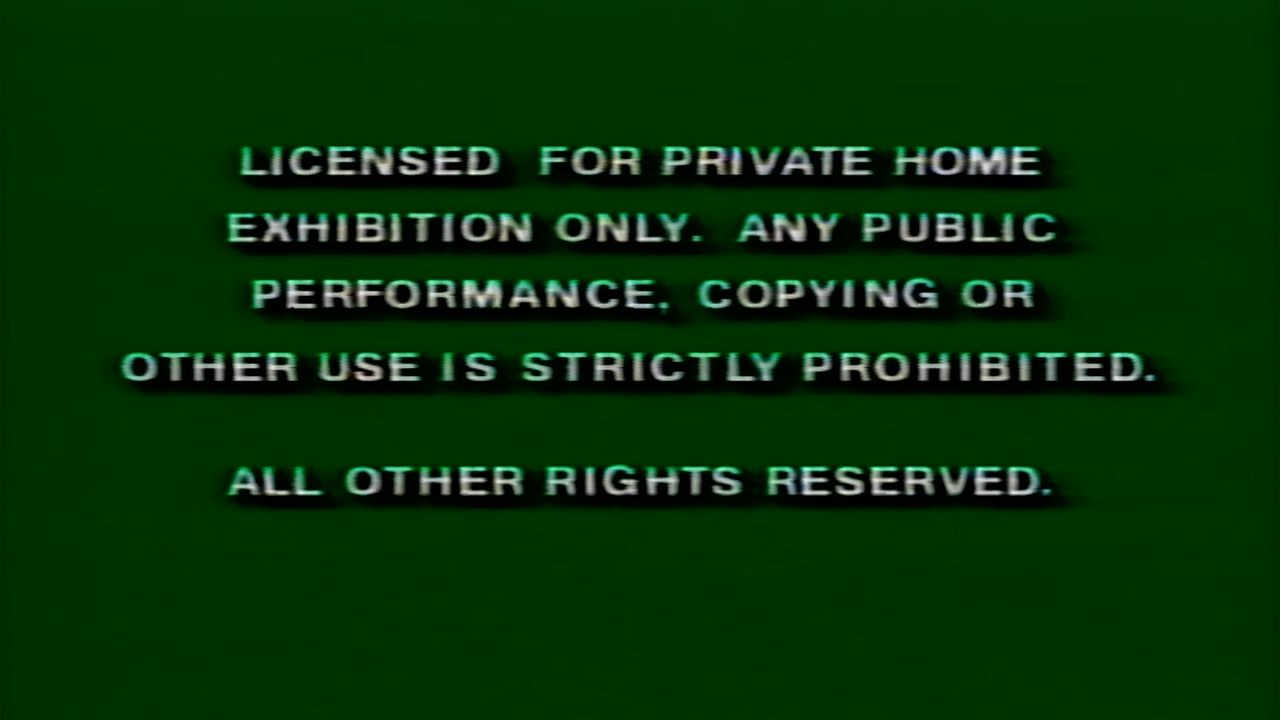 LICENSED FOR PRIVATE HOME
EXHIBITION ONLY. ANY PUBLIC
PERFORMANCE, COPYING OR
OTHER USE IS STRICTLY PROHIBITED.
ALL OTHER RIGHTS RESERVED.